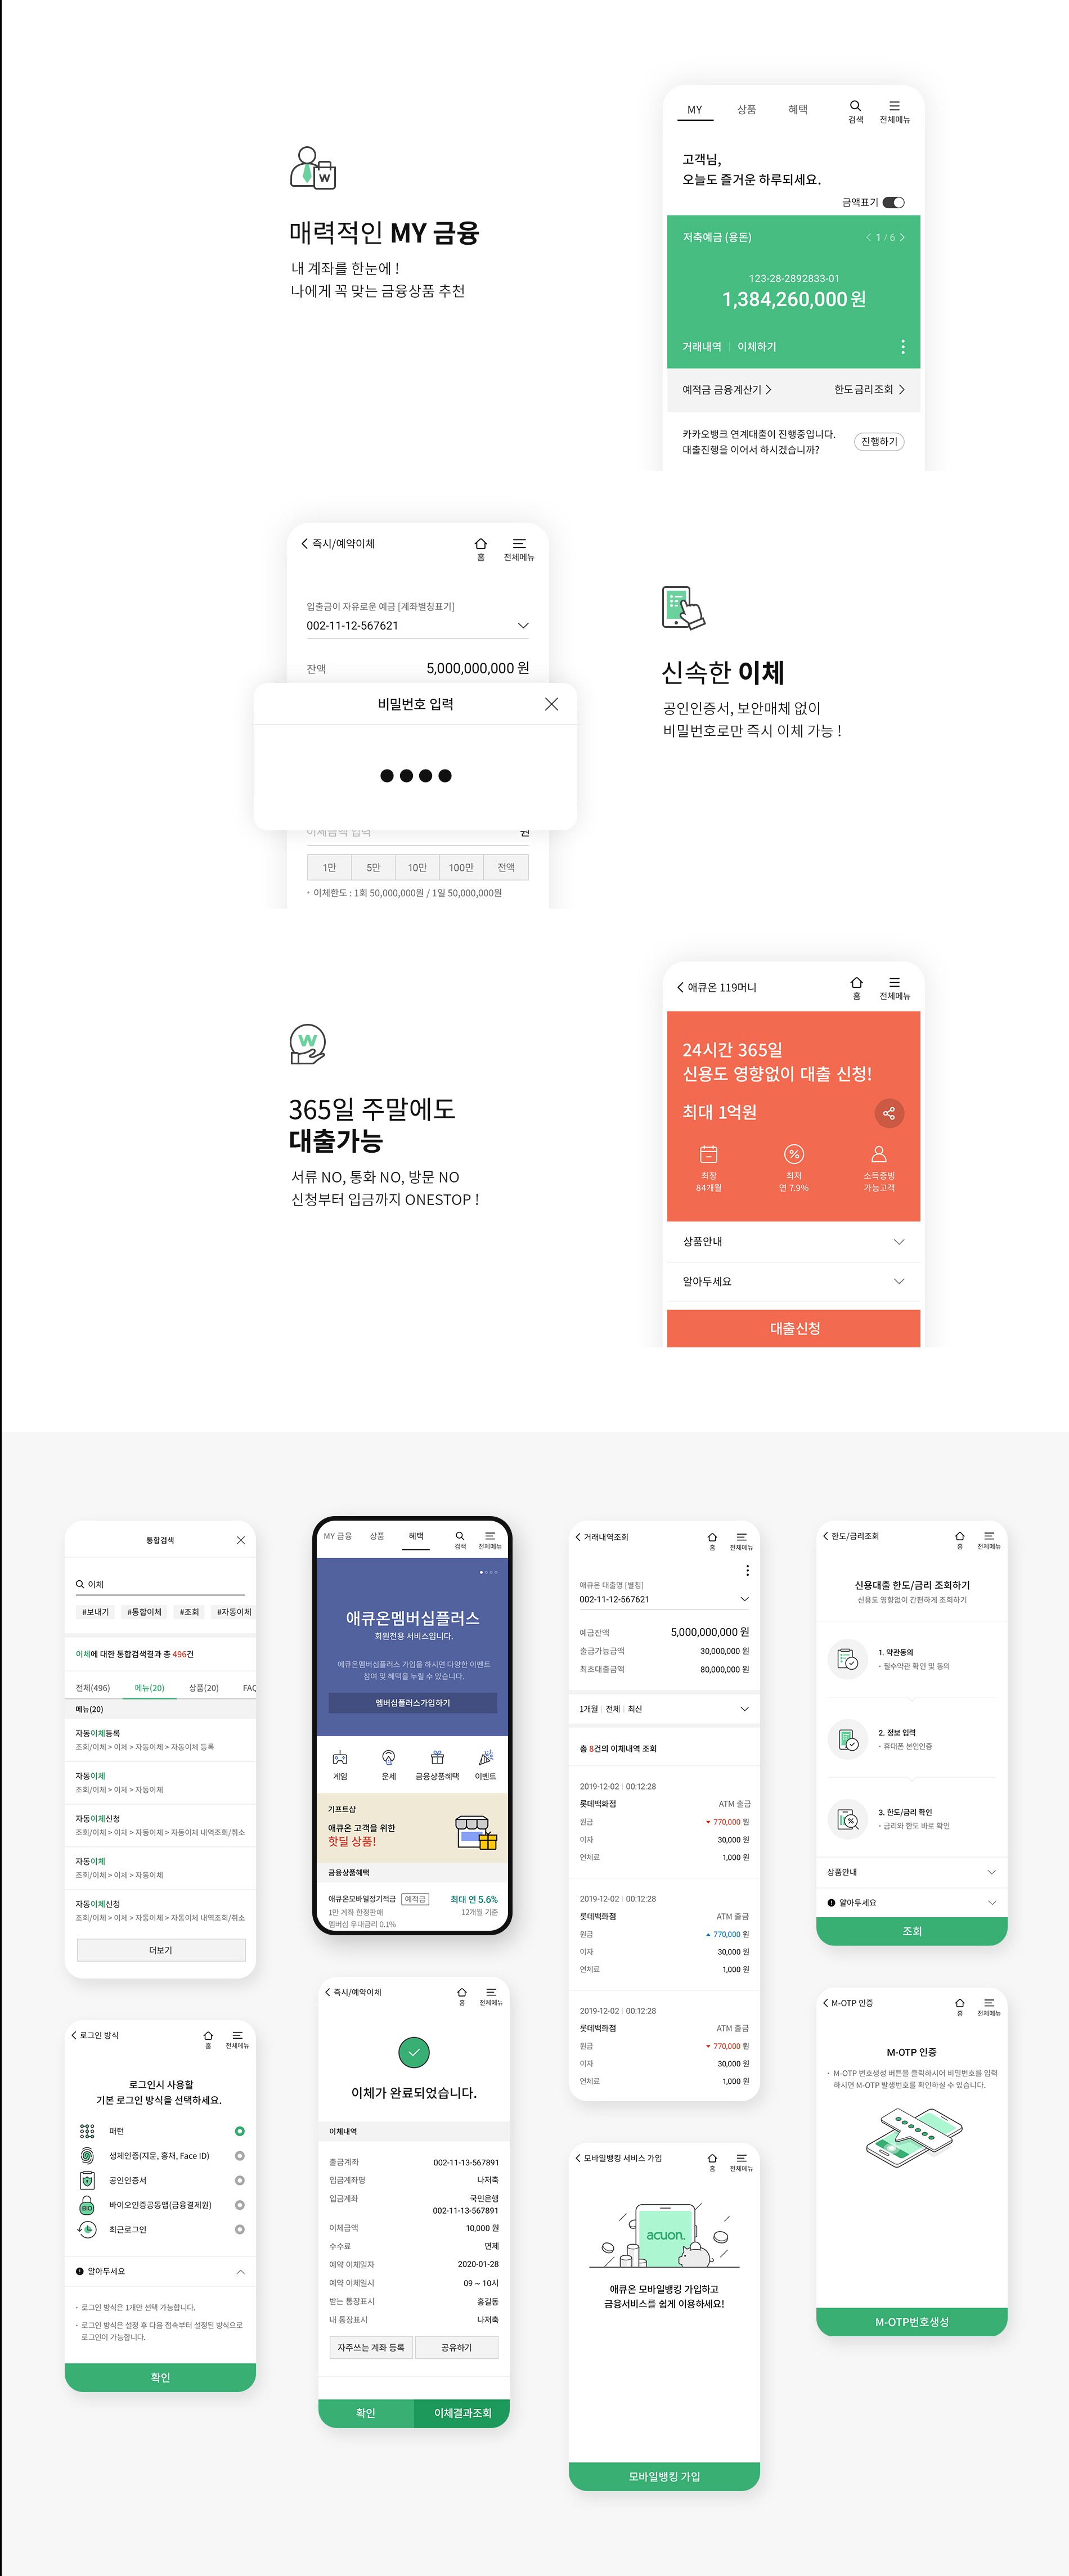 매력적인 MY 금융
내 계좌를 한눈에 !
나에게 꼭 맞는 금융상품 추천
MY 상품 혜택 검색 전체메뉴
고객님,
오늘도 즐거운 하루되세요.
금액표기
저축예금 (용돈) 1 / 6
123-28-2892833-01
1,384,260,000원
거래내역 이체하기
예적금 금융계산기 한도금리조회
카카오뱅크 연계대출이 진행중입니다.
대출진행을 이어서 하시겠습니까?
진행하기
즉시/예약이체 홈 전체메뉴
입출금이 자유로운 예금 [계좌별칭표기]
002-11-12-567621
잔액 5,000,000,000 원
비밀번호 입력
이체금액 입력 원
1만 5만 10만 100만 전액
• 이체한도 : 1회 50,000,000원 / 1일 50,000,000원
신속한 이체
공인인증서, 보안매체 없이
비밀번호로만 즉시 이체 가능 !
W
365일 주말에도
대출가능
서류 NO, 통화 NO, 방문 NO
신청부터 입금까지 ONESTOP !
애큐온 119머니 홈 전체메뉴
24시간 365일
신용도 영향없이 대출 신청!
최대 1억원
최장 최저 소득증빙
84개월 연 7.9% 가능고객
상품안내
알아두세요
대출신청
통합검색
이체
#보내기 #통합이체 #조회 #자동이체
이체에 대한 통합검색결과 총 496건
전체(496) 메뉴(20) 상품(20) FAQ
메뉴(20)
자동이체등록
조회/이체 > 이체 > 자동이체 > 자동이체 등록
자동이체
조회/이체 > 이체 > 자동이체
자동이체신청
조회/이체 > 이체 > 자동이체 > 자동이체 내역조회/취소
자동이체
조회/이체 > 이체 > 자동이체
자동이체신청
조회/이체 > 이체 > 자동이체 > 자동이체 내역조회/취소
더보기
로그인 방식 홈 전체메뉴
로그인시 사용할
기본 로그인 방식을 선택하세요.
패턴
생체인증(지문, 홍채, Face ID)
공인인증서
BIO 바이오인증공동앱(금융결제원)
최근로그인
알아두세요
• 로그인 방식은 1개만 선택 가능합니다.
• 로그인 방식은 설정 후 다음 접속부터 설정된 방식으로
로그인이 가능합니다.
확인
MY 금융 상품 혜택 검색 전체메뉴
애큐온멤버십플러스
회원전용 서비스입니다.
애큐온멤버십플러스 가입을 하시면 다양한 이벤트
참여 및 혜택을 누릴 수 있습니다.
멤버십플러스가입하기
게임 운세 금융상품혜택 이벤트
기프트샵
애큐온 고객을 위한
핫딜 상품!
금융상품혜택
애큐온모바일정기적금 예적금 최대 연 5.6%
1만 계좌 한정판매 12개월 기준
멤버십 우대금리 0.1%
즉시/예약이체 홈 전체메뉴
이체가 완료되었습니다.
이체내역
출금계좌 002-11-13-567891
입금계좌명 나저축
입금계좌 국민은행
002-11-13-567891
이체금액 10,000 원
수수료 면제
예약 이체일자 2020-01-28
예약 이체일시 09 ~ 10시
받는 통장표시 홍길동
내 통장표시 나저축
자주쓰는 계좌 등록 공유하기
확인 이체결과조회
거래내역조회 홈 전체메뉴
애큐온 대출명 [별칭]
002-11-12-567621
예금잔액 5,000,000,000 원
출금가능금액 30,000,000 원
최초대출금액 80,000,000 원
1개월 전체 최신
총 8건의 이체내역 조회
2019-12-02 00:12:28
롯데백화점 ATM 출금
원금 770,000 원
이자 30,000 원
연체료 1,000 원
2019-12-02 00:12:28
롯데백화점 ATM 출금
원금 770,000 원
이자 30,000 원
연체료 1,000 원
2019-12-02 00:12:28
롯데백화점 ATM 출금
원금 770,000 원
이자 30,000 원
연체료 1,000 원
모바일뱅킹 서비스 가입 홈 전체메뉴
acuon.
애큐온 모바일뱅킹 가입하고
금융서비스를 쉽게 이용하세요!
모바일뱅킹 가입
한도/금리조회 홈 전체메뉴
신용대출 한도/금리 조회하기
신용도 영향없이 간편하게 조회하기
1. 약관동의
• 필수약관 확인 및 동의
2. 정보 입력
• 휴대폰 본인인증
3. 한도/금리 확인
• 금리와 한도 바로 확인
상품안내
알아두세요
조회
M-OTP 인증 홈 전체메뉴
M-OTP 인증
• M-OTP 번호생성 버튼을 클릭하시어 비밀번호를 입력
하시면 M-OTP 발생번호를 확인하실 수 있습니다.
M-OTP번호생성